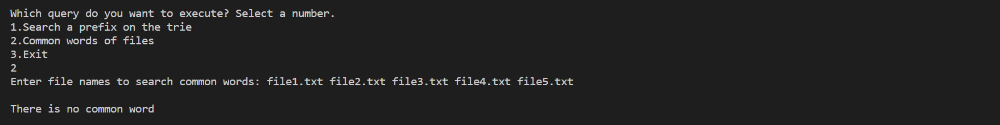 Which query do you want to execute? Select a number.
1.Search a prefix on the trie
2.Common words of files
3.Exit
2
Enter file names to search common words: file1.txt file2.txt file3.txt file4.txt file5.txt
There is no common word